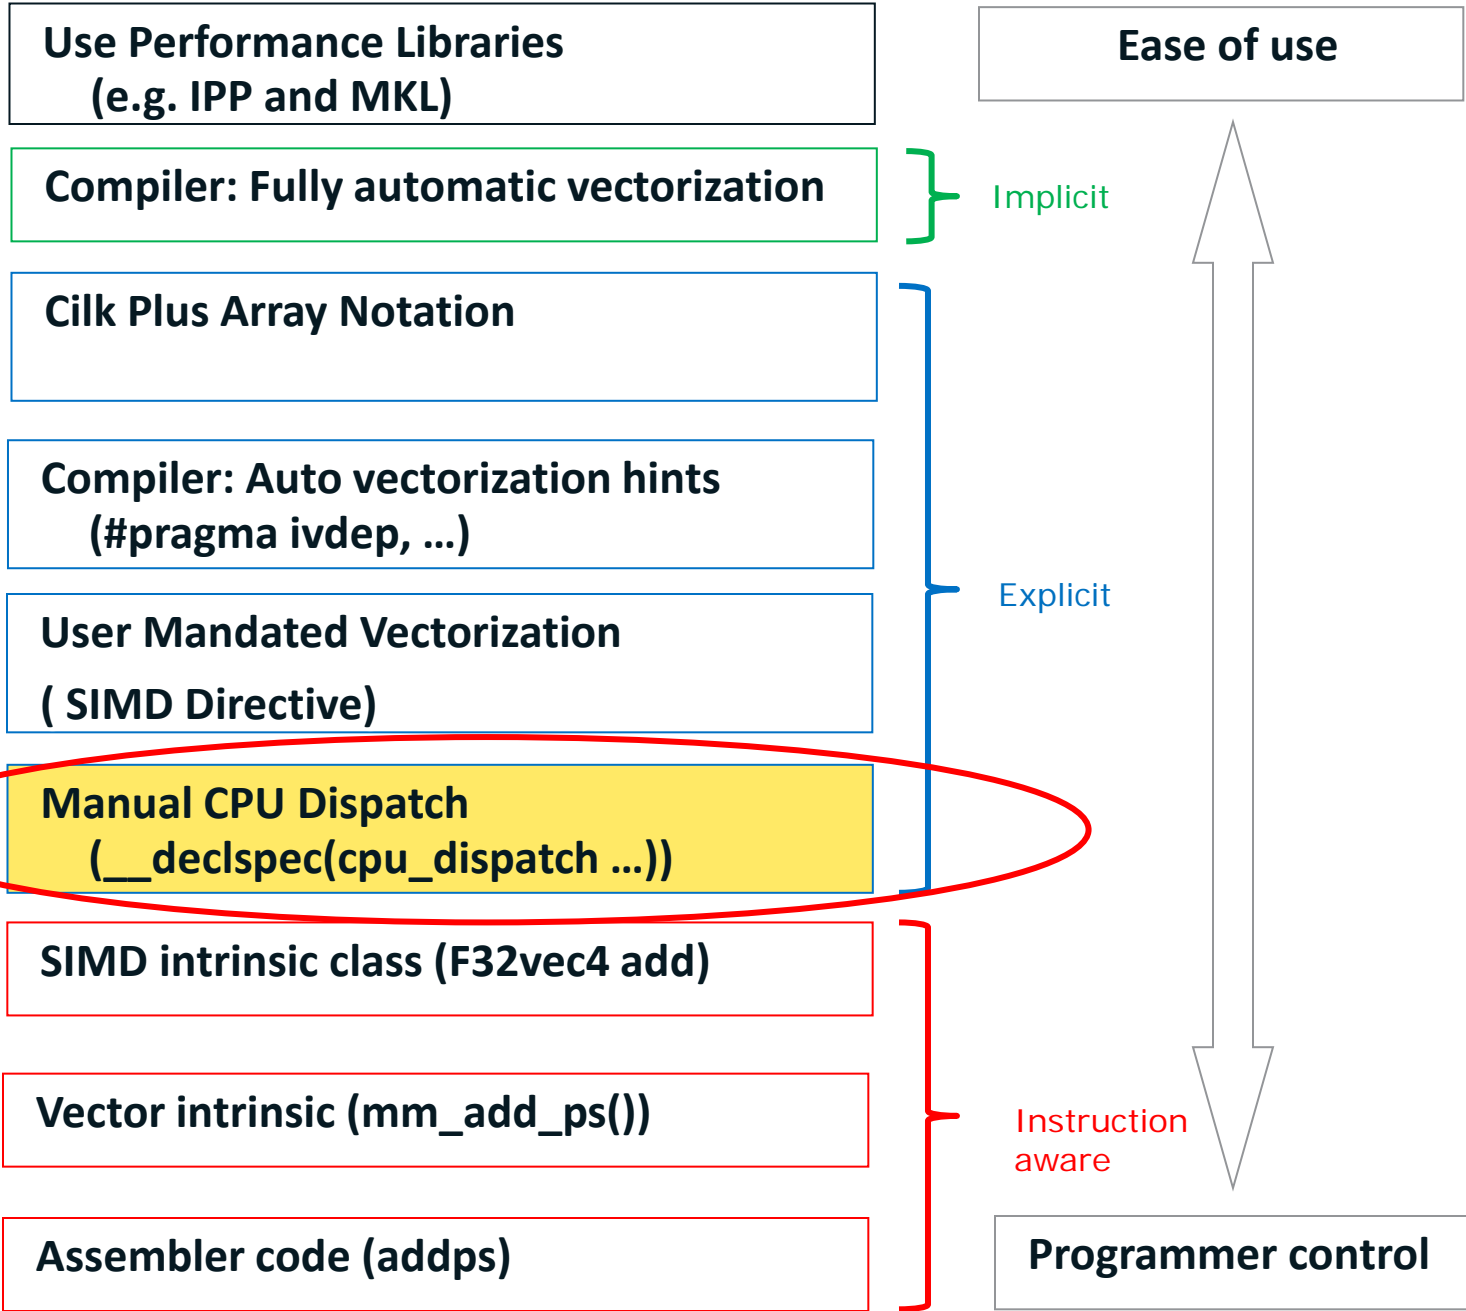 Use Performance Libraries
(e.g. IPP and MKL)
Ease of use
Compiler: Fully automatic vectorization
Implicit
Cilk Plus Array Notation
Compiler: Auto vectorization hints
(#pragma ivdep, …)
Explicit
User Mandated Vectorization
( SIMD Directive)
Manual CPU Dispatch
(__declspec(cpu_dispatch …))
SIMD intrinsic class (F32vec4 add)
Vector intrinsic (mm_add_ps())
Instruction
aware
Assembler code (addps)
Programmer control